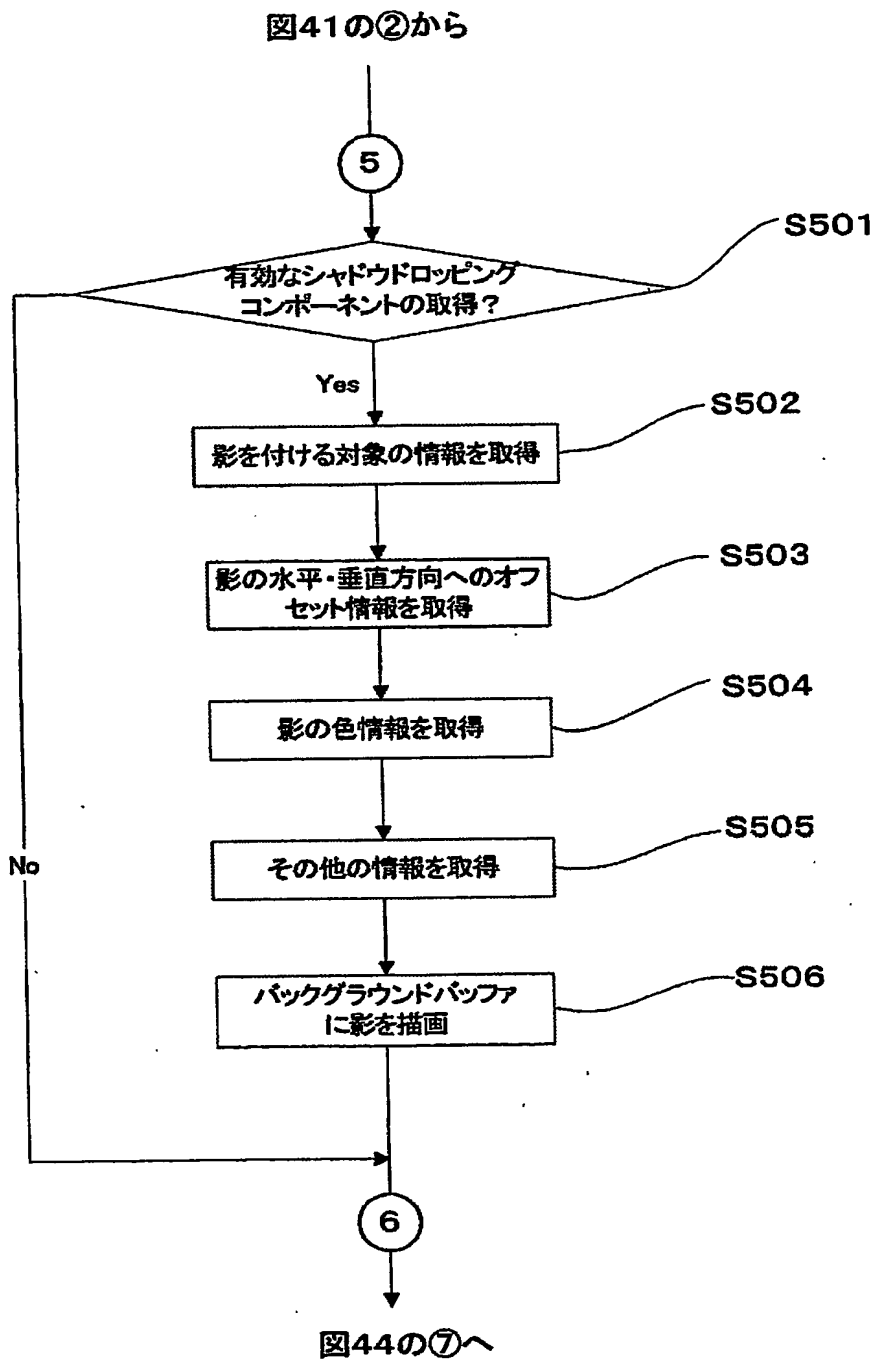 図41の②から
5
S501
有効なシャドウドロッピング
コンポーネントの取得？
Yes
S502
影を付ける対象の情報を取得
S503
影の水平・垂直方向へのオフ
セット情報を取得
S504
影の色情報を取得
S505
その他の情報を取得
No
S506
バックグラウンドバッファ
に影を描画
6
図44の⑦へ